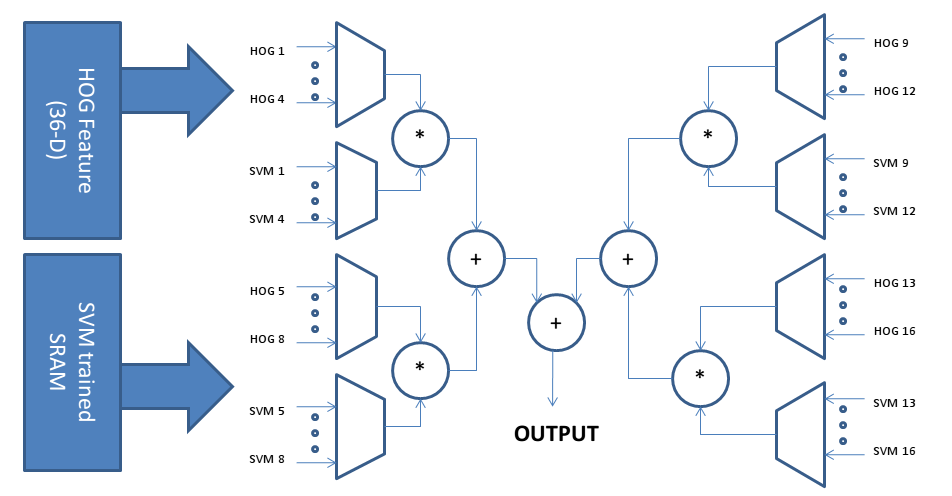 HOG Feature
(36-D)
SVM trained
SRAM
HOG 1
HOG 4
*
SVM 1
SVM 4
+
HOG 5
HOG 8
*
SVM 5
SVM 8
HOG 9
HOG 12
*
SVM 9
SVM 12
+
HOG 13
HOG 16
*
SVM 13
SVM 16
+
OUTPUT